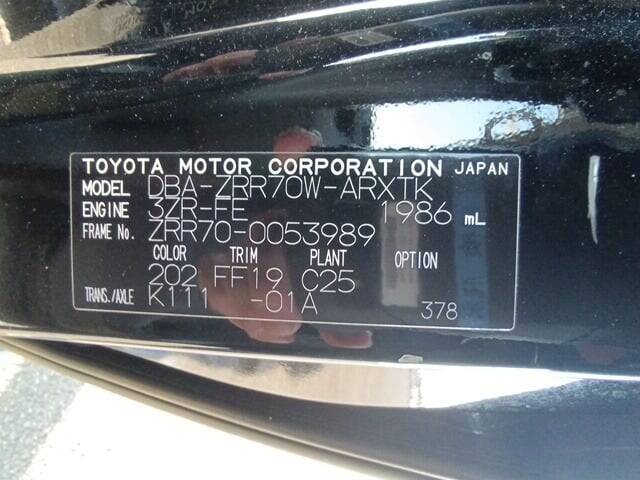 TOYOTA MOTOR CORPORATION JAPAN
MODEL DBA-ZRR70W-ARXTK
ENGINE 3ZR-FE 1986 mL
FRAME No. ZRR70-0053989
COLOR TRIM PLANT OPTION
202 FF19 C25
TRANS./AXLE K111 -01A 378